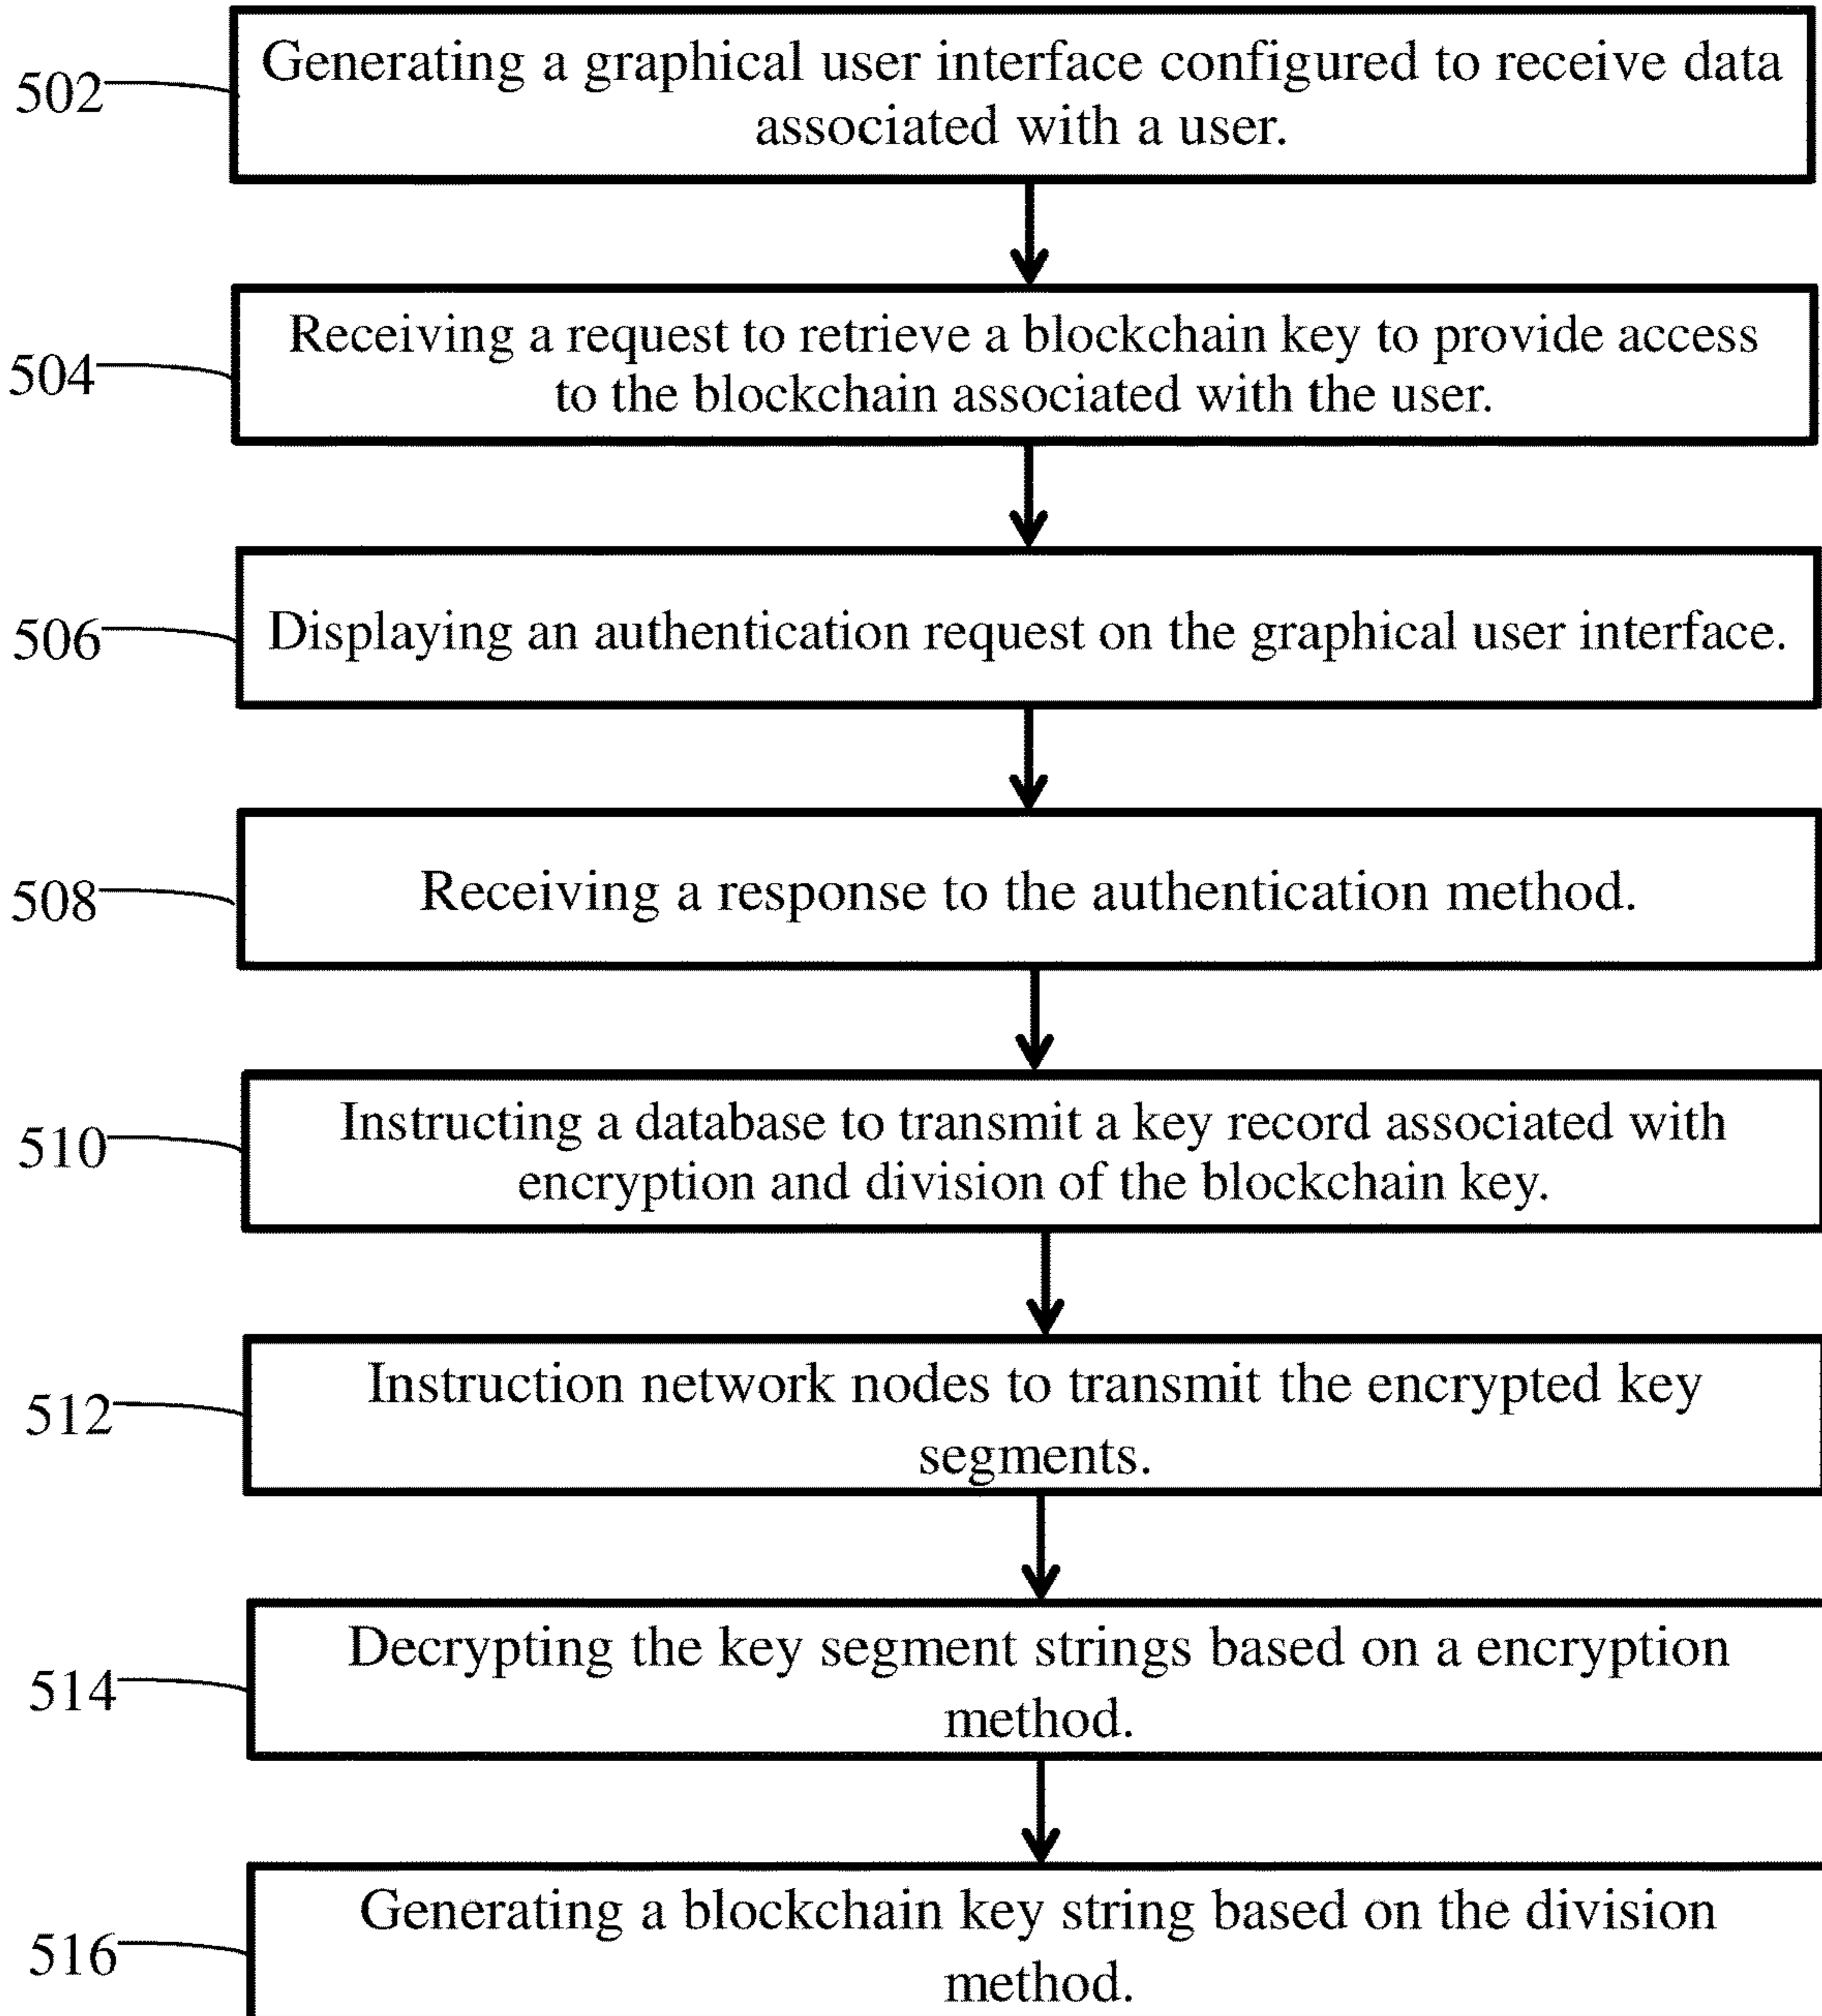 502
Generating a graphical user interface configured to receive data
associated with a user.
504
Receiving a request to retrieve a blockchain key to provide access
to the blockchain associated with the user.
506
Displaying an authentication request on the graphical user interface.
508
Receiving a response to the authentication method.
510
Instructing a database to transmit a key record associated with
encryption and division of the blockchain key.
512
Instruction network nodes to transmit the encrypted key
segments.
514
Decrypting the key segment strings based on a encryption
method.
516
Generating a blockchain key string based on the division
method.